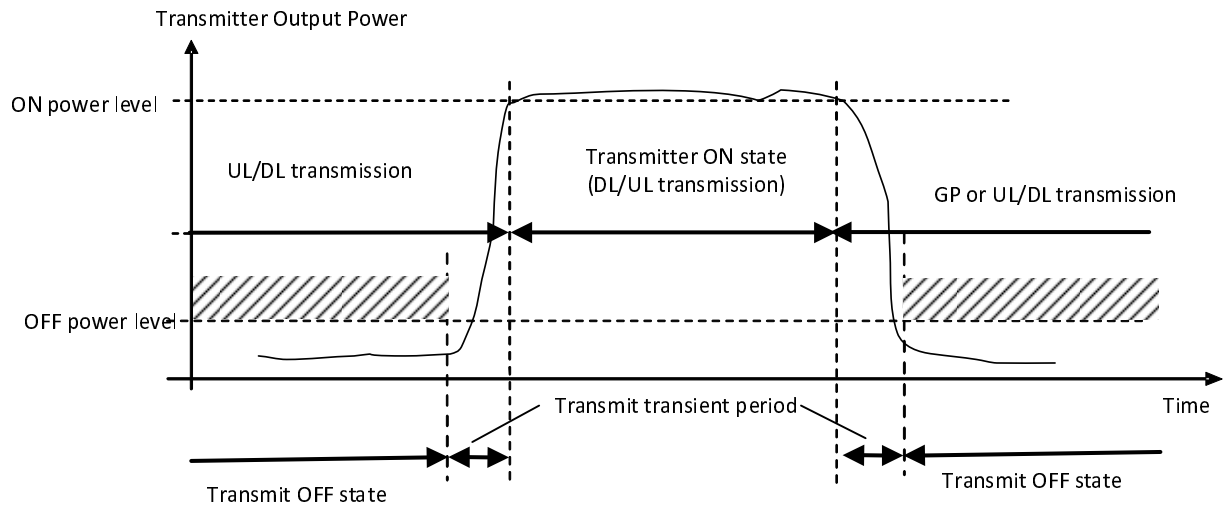 Transmitter Output Power
ON power level
UL/DL transmission
Transmitter ON state
(DL/UL transmission)
GP or UL/DL transmission
OFF power level
Transmit transient period
Time
Transmit OFF state
Transmit OFF state